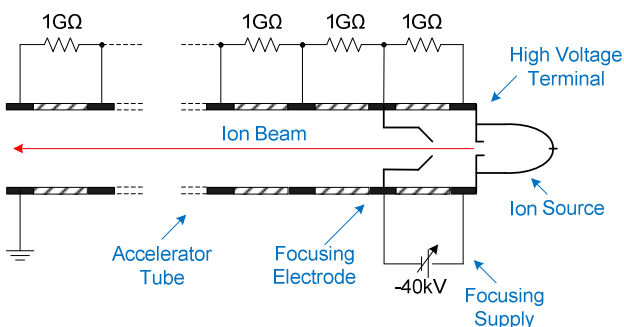 1GΩ
1GΩ
1GΩ
1GΩ
High Voltage
Terminal
Ion Beam
Ion Source
Accelerator
Tube
Focusing
Electrode
-40kV
Focusing
Supply